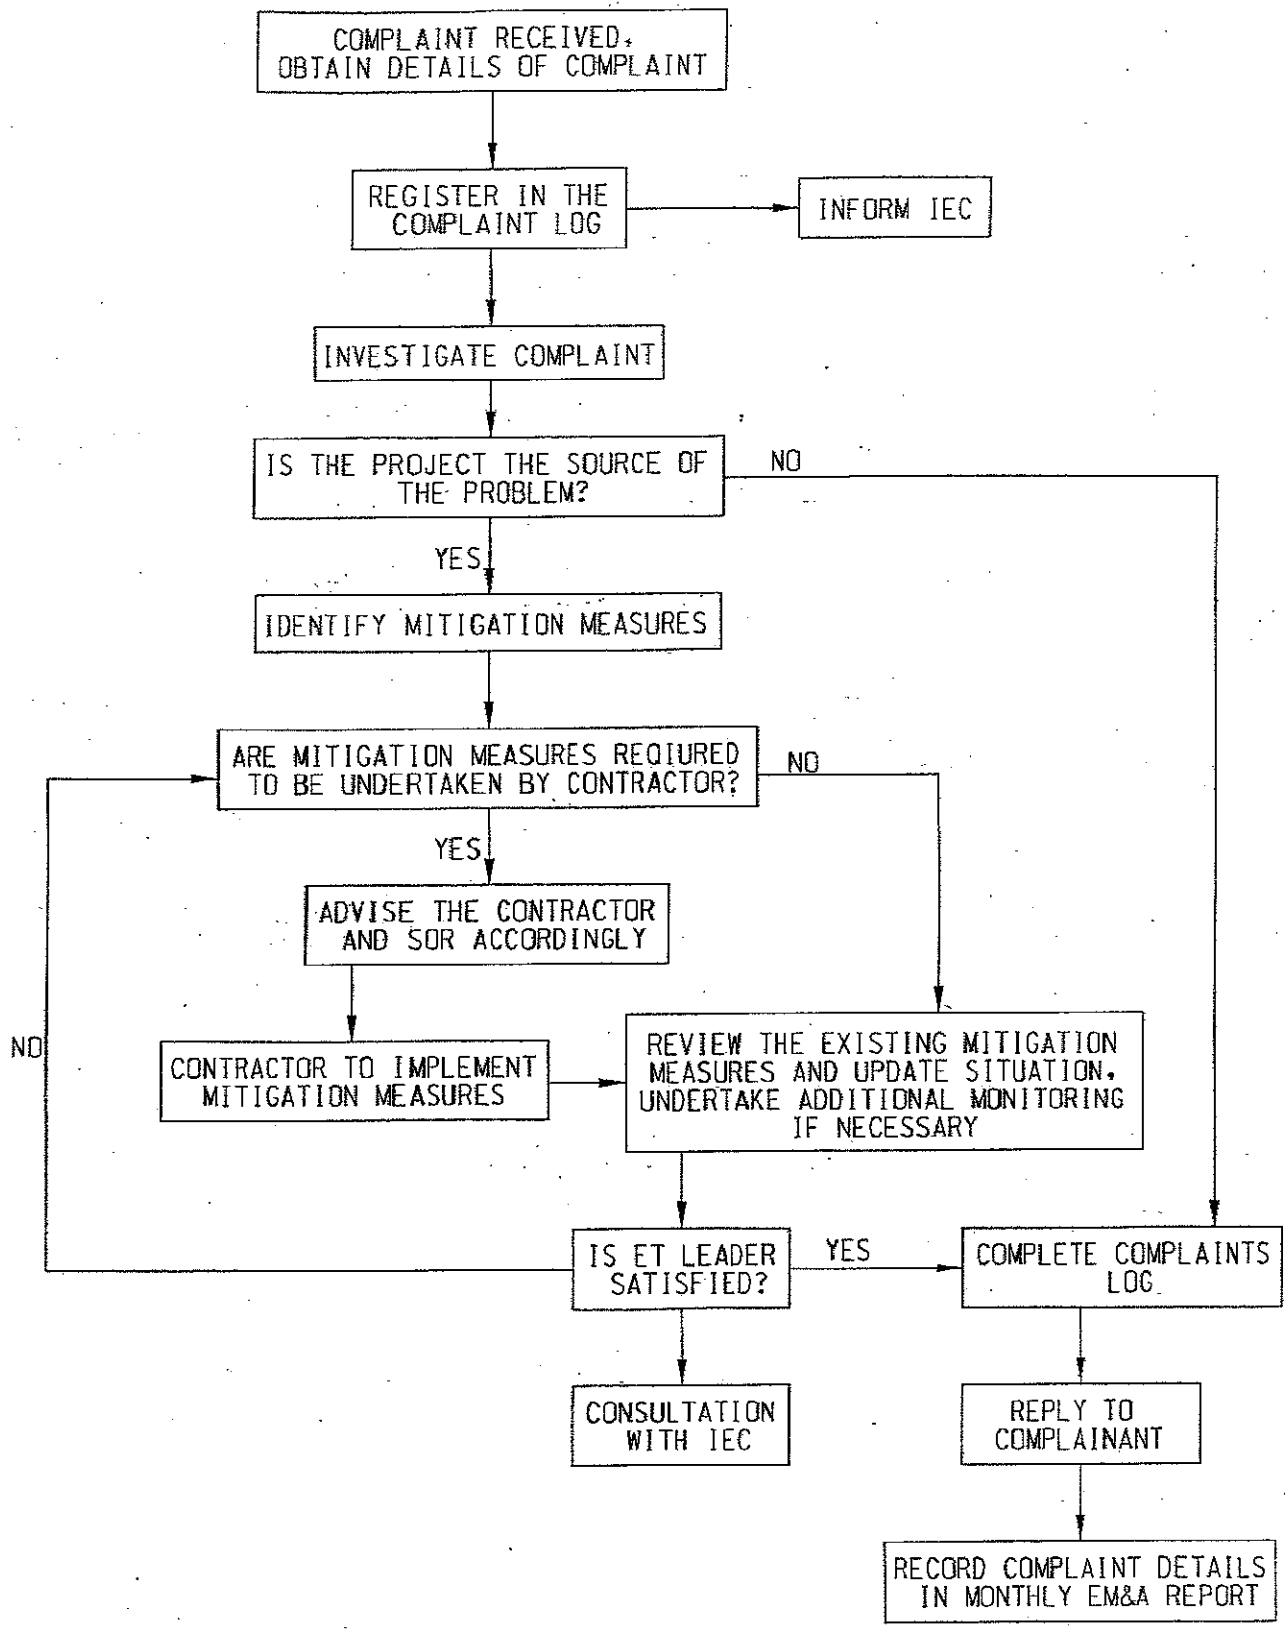 COMPLAINT RECEIVED,
OBTAIN DETAILS OF COMPLAINT
REGISTER IN THE
COMPLAINT LOG
INFORM IEC
INVESTIGATE COMPLAINT
IS THE PROJECT THE SOURCE OF
THE PROBLEM?
NO
YES
IDENTIFY MITIGATION MEASURES
ARE MITIGATION MEASURES REQIURED
TO BE UNDERTAKEN BY CONTRACTOR?
NO
YES
ADVISE THE CONTRACTOR
AND SOR ACCORDINGLY
NO
CONTRACTOR TO IMPLEMENT
MITIGATION MEASURES
REVIEW THE EXISTING MITIGATION
MEASURES AND UPDATE SITUATION,
UNDERTAKE ADDITIONAL MONITORING
IF NECESSARY
IS ET LEADER
SATISFIED?
YES
COMPLETE COMPLAINTS
LOG
CONSULTATION
WITH IEC
REPLY TO
COMPLAINANT
RECORD COMPLAINT DETAILS
IN MONTHLY EM&A REPORT